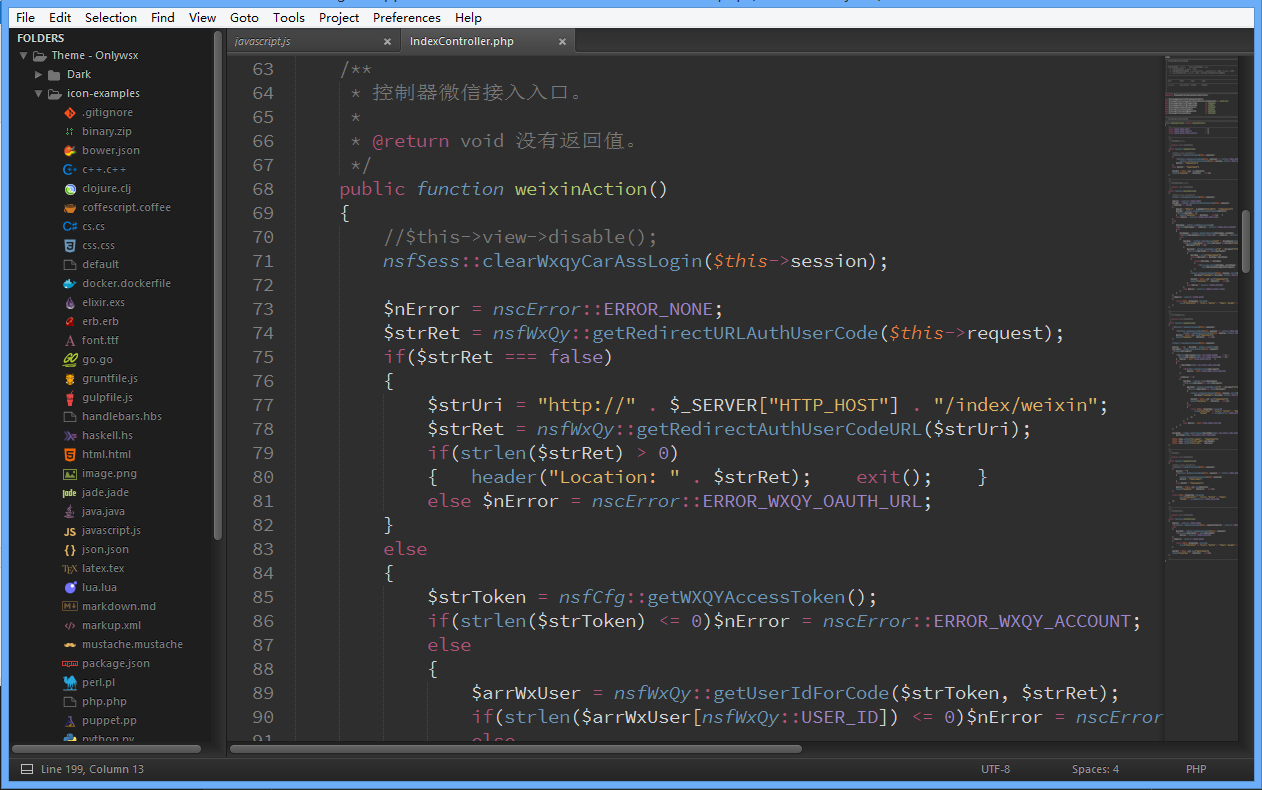 File Edit Selection Find View Goto Tools Project Preferences Help
FOLDERS
Theme - Onlywsx
Dark
icon-examples
.gitignore
binary.zip
bower.json
c++.c++
clojure.clj
coffescript.coffee
cs.cs
css.css
default
docker.dockerfile
elixir.exs
erb.erb
font.ttf
go.go
gruntfile.js
gulpfile.js
handlebars.hbs
haskell.hs
html.html
image.png
jade.jade
java.java
javascript.js
json.json
latex.tex
lua.lua
markdown.md
markup.xml
mustache.mustache
package.json
perl.pl
php.php
puppet.pp
python.py
javascript.js
IndexController.php
63 /**
64 * 控制器微信接入入口。
65 *
66 * @return void 没有返回值。
67 */
68 public function weixinAction()
69 {
70 //$this->view->disable();
71 nsfSess::clearWxqyCarAssLogin($this->session);
72
73 $nError = nscError::ERROR_NONE;
74 $strRet = nsfWxQy::getRedirectURLAuthUserCode($this->request);
75 if($strRet === false)
76 {
77 $strUri = "http://" . $_SERVER["HTTP_HOST"] . "/index/weixin";
78 $strRet = nsfWxQy::getRedirectAuthUserCodeURL($strUri);
79 if(strlen($strRet) > 0)
80 { header("Location: " . $strRet); exit(); }
81 else $nError = nscError::ERROR_WXQY_OAUTH_URL;
82 }
83 else
84 {
85 $strToken = nsfCfg::getWXQYAccessToken();
86 if(strlen($strToken) <= 0)$nError = nscError::ERROR_WXQY_ACCOUNT;
87 else
88 {
89 $arrWxUser = nsfWxQy::getUserIdForCode($strToken, $strRet);
90 if(strlen($arrWxUser[nsfWxQy::USER_ID]) <= 0)$nError = nscError
91 else
Line 199, Column 13
UTF-8
Spaces: 4
PHP